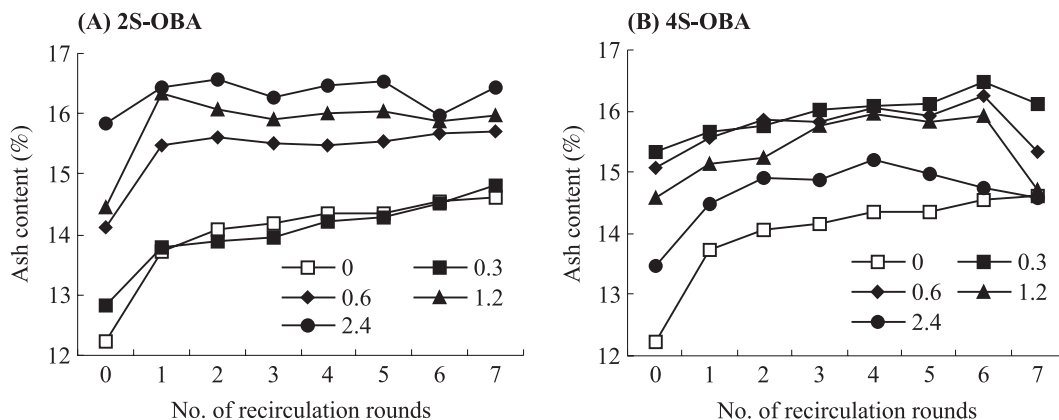 (A) 2S-OBA
17
16
15
14
13
12
Ash content (%)
0 1 2 3 4 5 6 7
No. of recirculation rounds
0 0.3
0.6 1.2
2.4
(B) 4S-OBA
17
16
15
14
13
12
Ash content (%)
0 1 2 3 4 5 6 7
No. of recirculation rounds
0 0.3
0.6 1.2
2.4